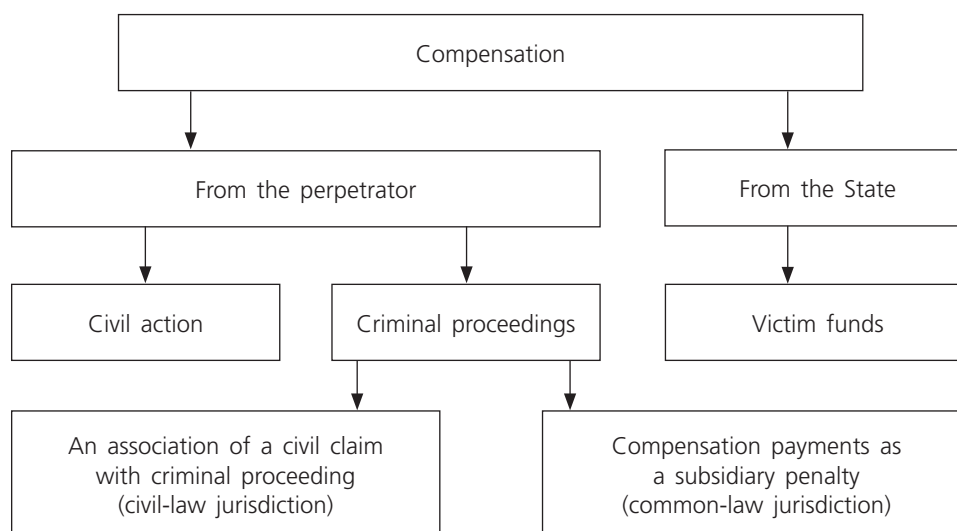 Compensation
From the perpetrator
From the State
Civil action
Criminal proceedings
Victim funds
An association of a civil claim
with criminal proceeding
(civil-law jurisdiction)
Compensation payments as
a subsidiary penalty
(common-law jurisdiction)